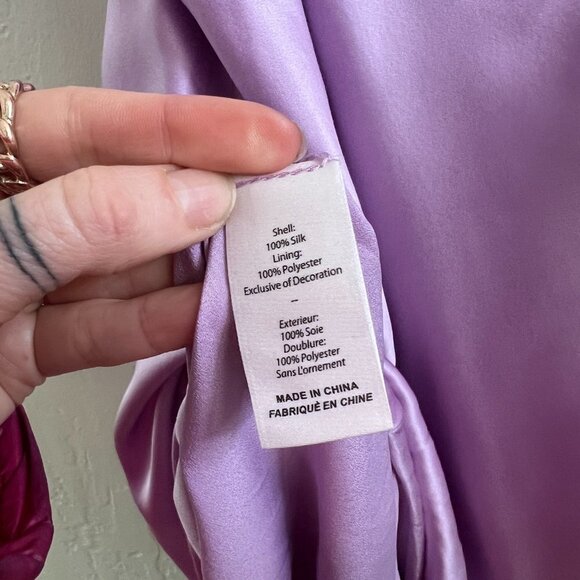 Shell:
100% Silk
Lining:
100% Polyester
Exclusive of Decoration
–
Exterieur:
100% Soie
Doublure:
100% Polyester
Sans L'ornement
MADE IN CHINA
FABRIQUÈ EN CHINE